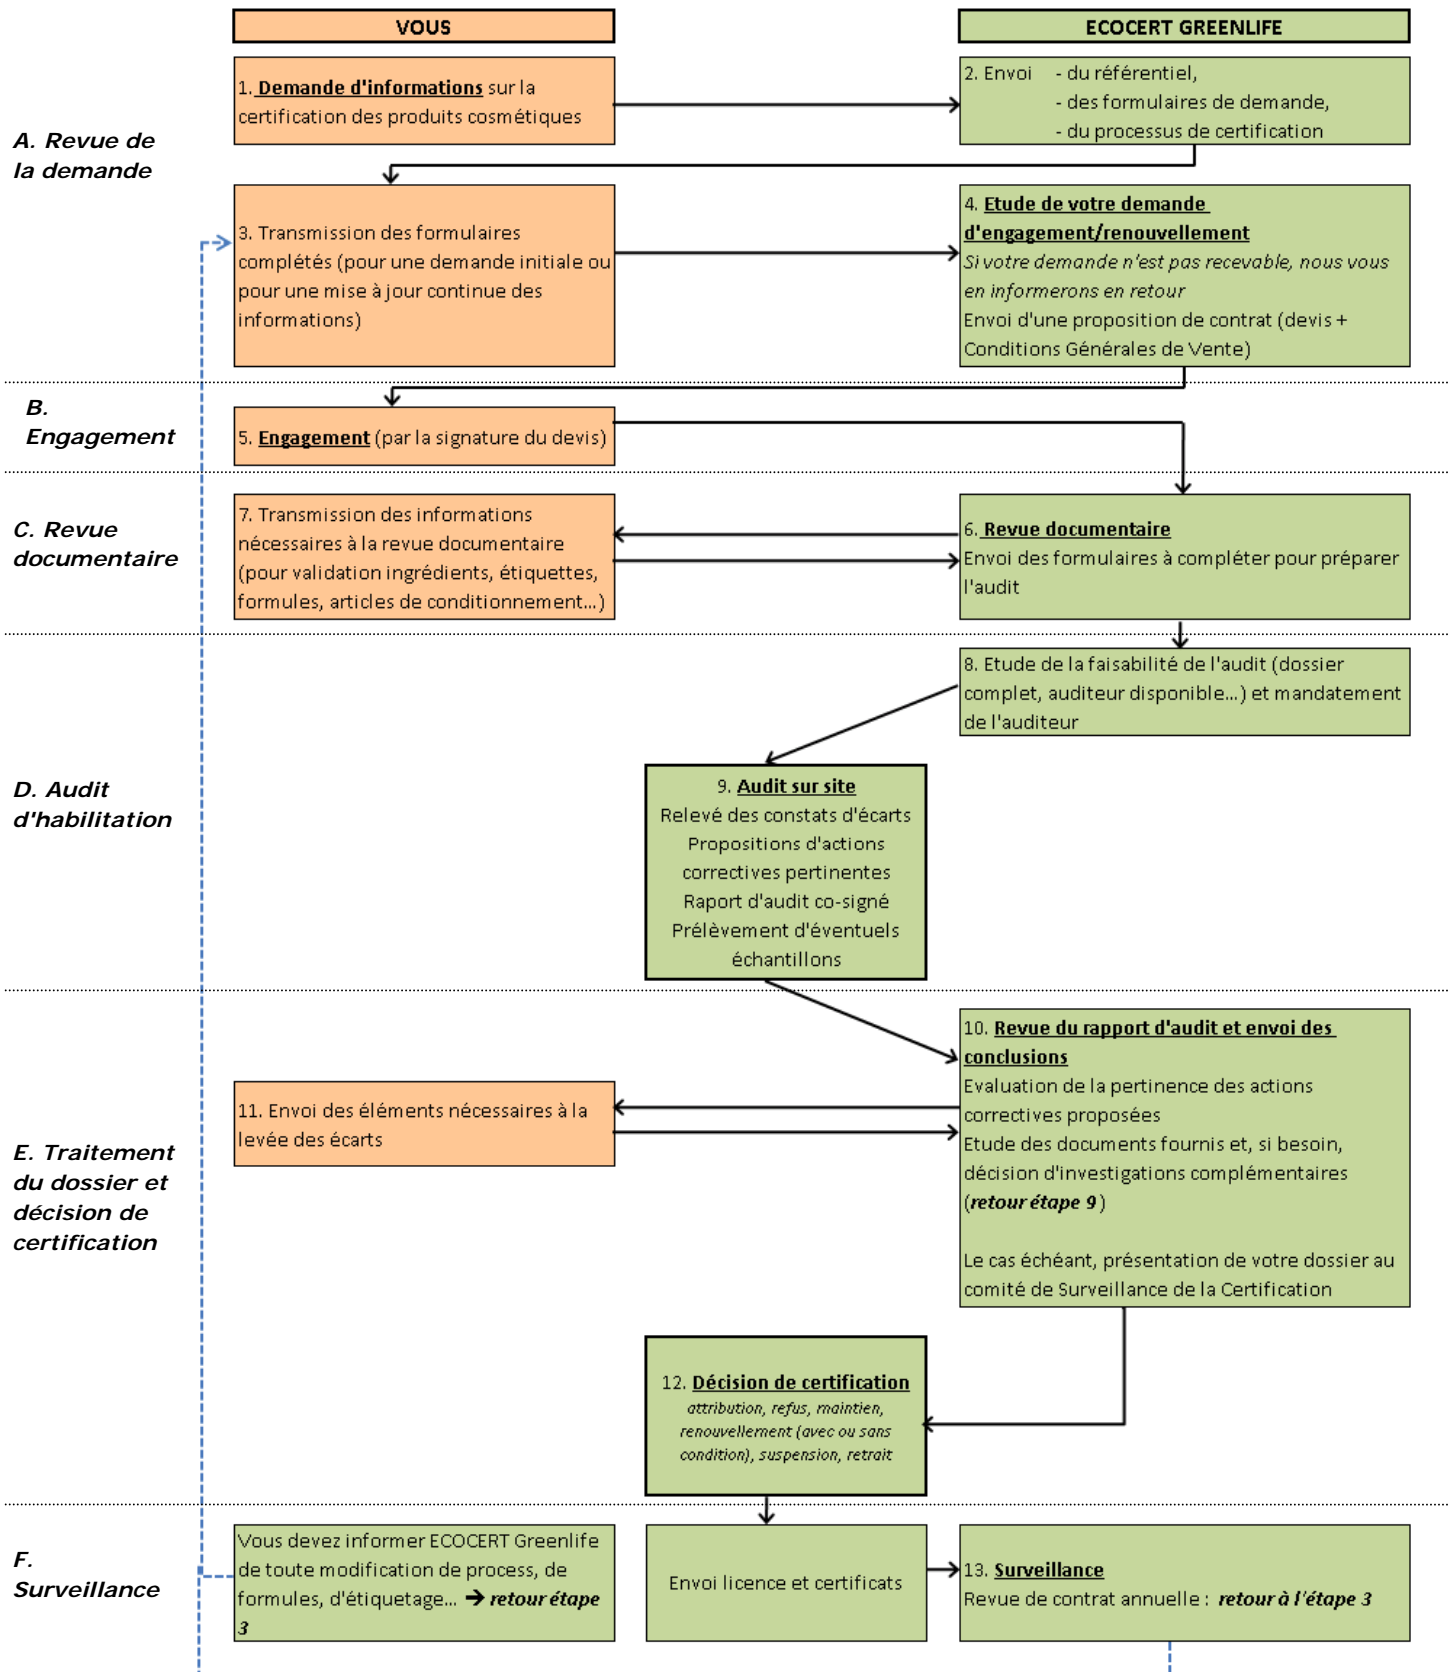 VOUS
ECOCERT GREENLIFE
A. Revue de
la demande
1. Demande d'informations sur la
certification des produits cosmétiques
2. Envoi - du référentiel,
- des formulaires de demande,
- du processus de certification
3. Transmission des formulaires
complétés (pour une demande initiale ou
pour une mise à jour continue des
informations)
4. Etude de votre demande
d'engagement/renouvellement
Si votre demande n'est pas recevable, nous vous
en informerons en retour
Envoi d'une proposition de contrat (devis +
Conditions Générales de Vente)
B.
Engagement
5. Engagement (par la signature du devis)
C. Revue
documentaire
7. Transmission des informations
nécessaires à la revue documentaire
(pour validation ingrédients, étiquettes,
formules, articles de conditionnement...)
6. Revue documentaire
Envoi des formulaires à compléter pour préparer
l'audit
D. Audit
d'habilitation
8. Etude de la faisabilité de l'audit (dossier
complet, auditeur disponible...) et mandatement
de l'auditeur
9. Audit sur site
Relevé des constats d'écarts
Propositions d'actions
correctives pertinentes
Raport d'audit co-signé
Prélèvement d'éventuels
échantillons
E. Traitement
du dossier et
décision de
certification
10. Revue du rapport d'audit et envoi des
conclusions
Evaluation de la pertinence des actions
correctives proposées
Etude des documents fournis et, si besoin,
décision d'investigations complémentaires
(retour étape 9)
Le cas échéant, présentation de votre dossier au
comité de Surveillance de la Certification
11. Envoi des éléments nécessaires à la
levée des écarts
12. Décision de certification
attribution, refus, maintien,
renouvellement (avec ou sans
condition), suspension, retrait
F.
Surveillance
Vous devez informer ECOCERT Greenlife
de toute modification de process, de
formules, d'étiquetage... ➔ retour étape
3
Envoi licence et certificats
13. Surveillance
Revue de contrat annuelle : retour à l'étape 3